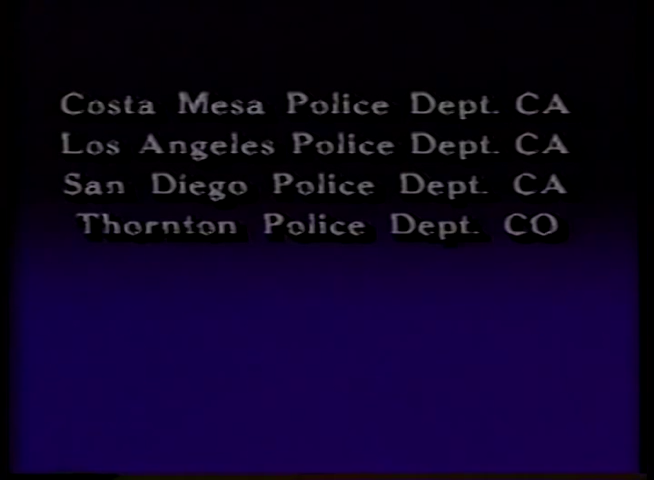 Costa Mesa Police Dept. CA
Los Angeles Police Dept. CA
San Diego Police Dept. CA
Thornton Police Dept. CO